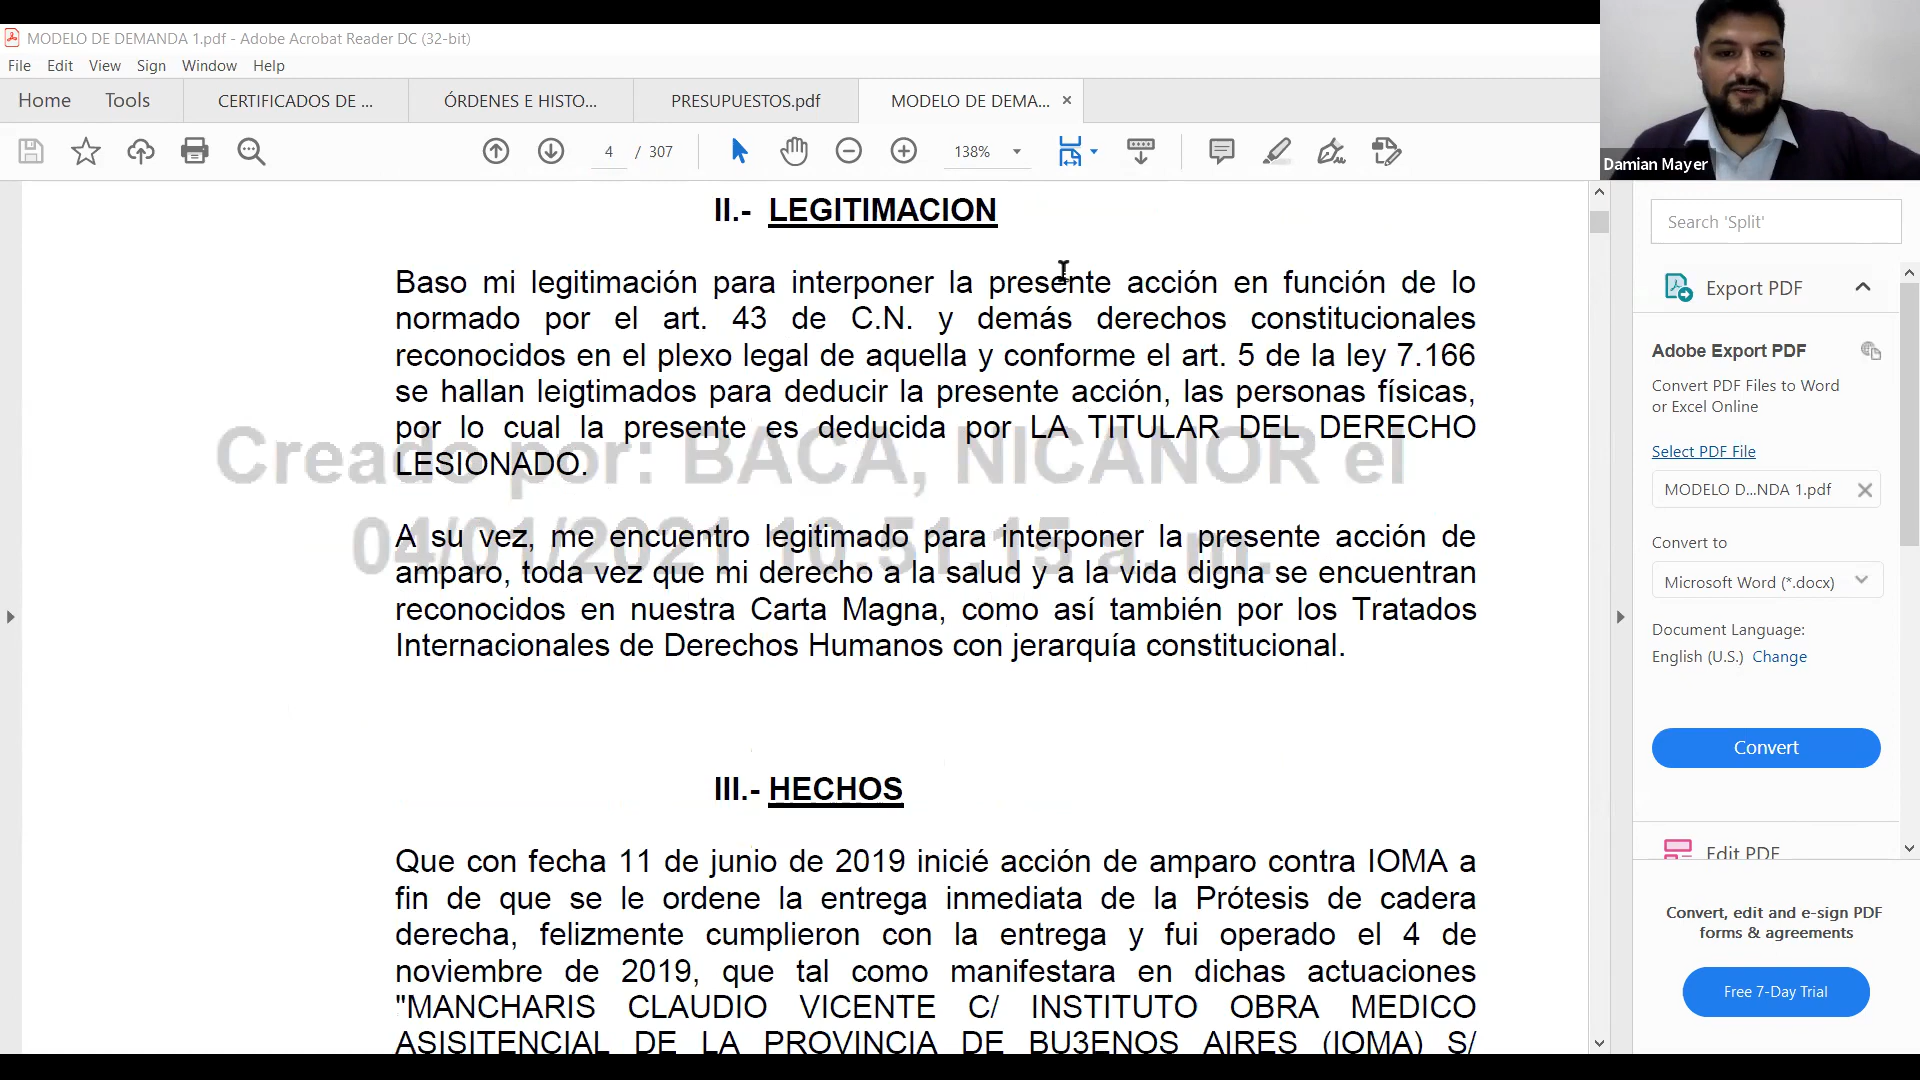 MODELO DE DEMANDA 1.pdf - Adobe Acrobat Reader DC (32-bit)
File Edit View Sign Window Help
Home Tools CERTIFICADOS DE ... ÓRDENES E HISTO... PRESUPUESTOS.pdf MODELO DE DEMA... ×
4 / 307 138%
Damian Mayer
II.- LEGITIMACION
Baso mi legitimación para interponer la presente acción en función de lo
normado por el art. 43 de C.N. y demás derechos constitucionales
reconocidos en el plexo legal de aquella y conforme el art. 5 de la ley 7.166
se hallan leigtimados para deducir la presente acción, las personas físicas,
por lo cual la presente es deducida por LA TITULAR DEL DERECHO
LESIONADO.
Creado por: BACA, NICANOR el
04/01/2021 10:51:15 a. m.
A su vez, me encuentro legitimado para interponer la presente acción de
amparo, toda vez que mi derecho a la salud y a la vida digna se encuentran
reconocidos en nuestra Carta Magna, como así también por los Tratados
Internacionales de Derechos Humanos con jerarquía constitucional.
III.- HECHOS
Que con fecha 11 de junio de 2019 inicié acción de amparo contra IOMA a
fin de que se le ordene la entrega inmediata de la Prótesis de cadera
derecha, felizmente cumplieron con la entrega y fui operado el 4 de
noviembre de 2019, que tal como manifestara en dichas actuaciones
"MANCHARIS CLAUDIO VICENTE C/ INSTITUTO OBRA MEDICO
ASISITENCIAL DE LA PROVINCIA DE BU3ENOS AIRES (IOMA) S/
Search 'Split'
Export PDF
Adobe Export PDF
Convert PDF Files to Word
or Excel Online
Select PDF File
MODELO D...NDA 1.pdf
Convert to
Microsoft Word (*.docx)
Document Language:
English (U.S.) Change
Convert
Edit PDF
Convert, edit and e-sign PDF
forms & agreements
Free 7-Day Trial